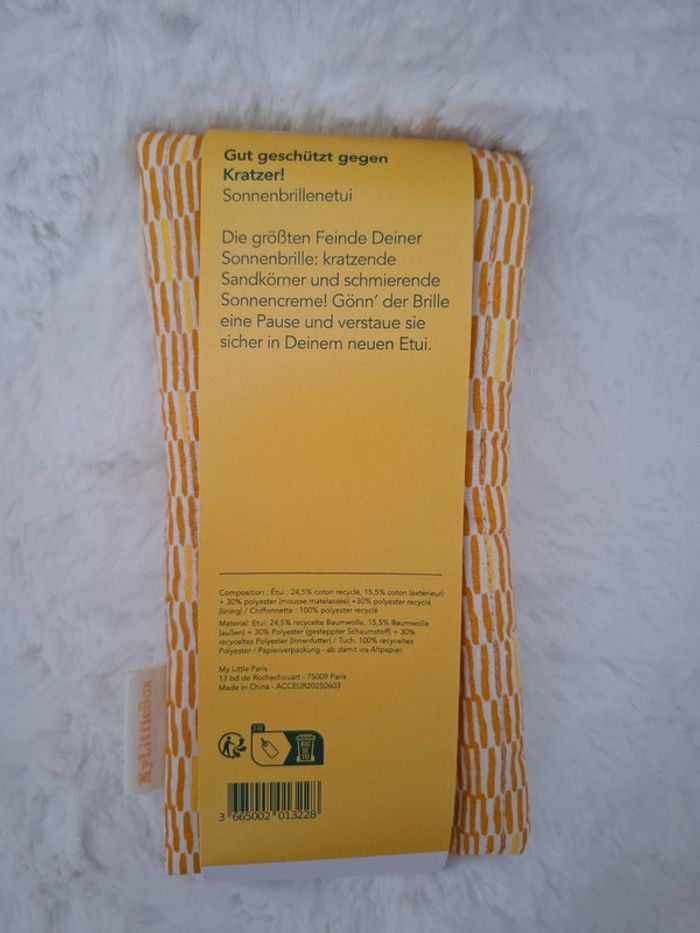 Gut geschützt gegen
Kratzer!
Sonnenbrillenetui
Die größten Feinde Deiner
Sonnenbrille: kratzende
Sandkörner und schmierende
Sonnencreme! Gönn' der Brille
eine Pause und verstaue sie
sicher in Deinem neuen Etui.
Composition : Étui : 24,5% coton recyclé, 15,5% coton (extérieur)
+ 30% polyester (mousse matelassée) +30% polyester recyclé
(lining) / Chiffonnette : 100% polyester recyclé
Material: Etui: 24,5% recycelte Baumwolle, 15,5% Baumwolle
(außen) + 30% Polyester (gesteppter Schaumstoff) + 30%
recyceltes Polyester (Innenfutter) / Tuch: 100% recyceltes
Polyester / Papierverpackung - ab damit ins Altpapier.
My Little Paris
13 bd de Rochechouart - 75009 Paris
Made in China - ACCEUR20250603
MyLittleBox
FR
BAC
DE
TRI
3 665002 013228